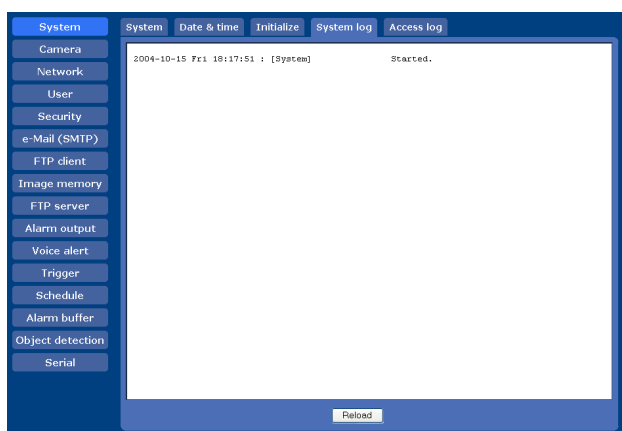 System
Camera
Network
User
Security
e-Mail (SMTP)
FTP client
Image memory
FTP server
Alarm output
Voice alert
Trigger
Schedule
Alarm buffer
Object detection
Serial
System Date & time Initialize System log Access log
2004-10-15 Fri 18:17:51 : [System] Started.
Reload